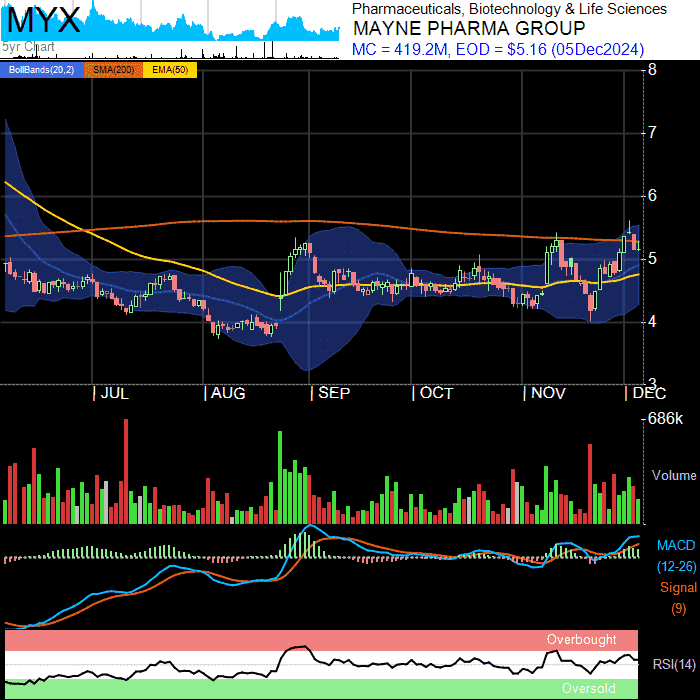 MYX
5yr Chart
Pharmaceuticals, Biotechnology & Life Sciences
MAYNE PHARMA GROUP
MC = 419.2M, EOD = $5.16 (05Dec2024)
BollBands(20,2) SMA(200) EMA(50)
8
7
6
5
4
3
JUL AUG SEP OCT NOV DEC
686k
Volume
MACD
(12-26)
Signal
(9)
Overbought
RSI(14)
Oversold